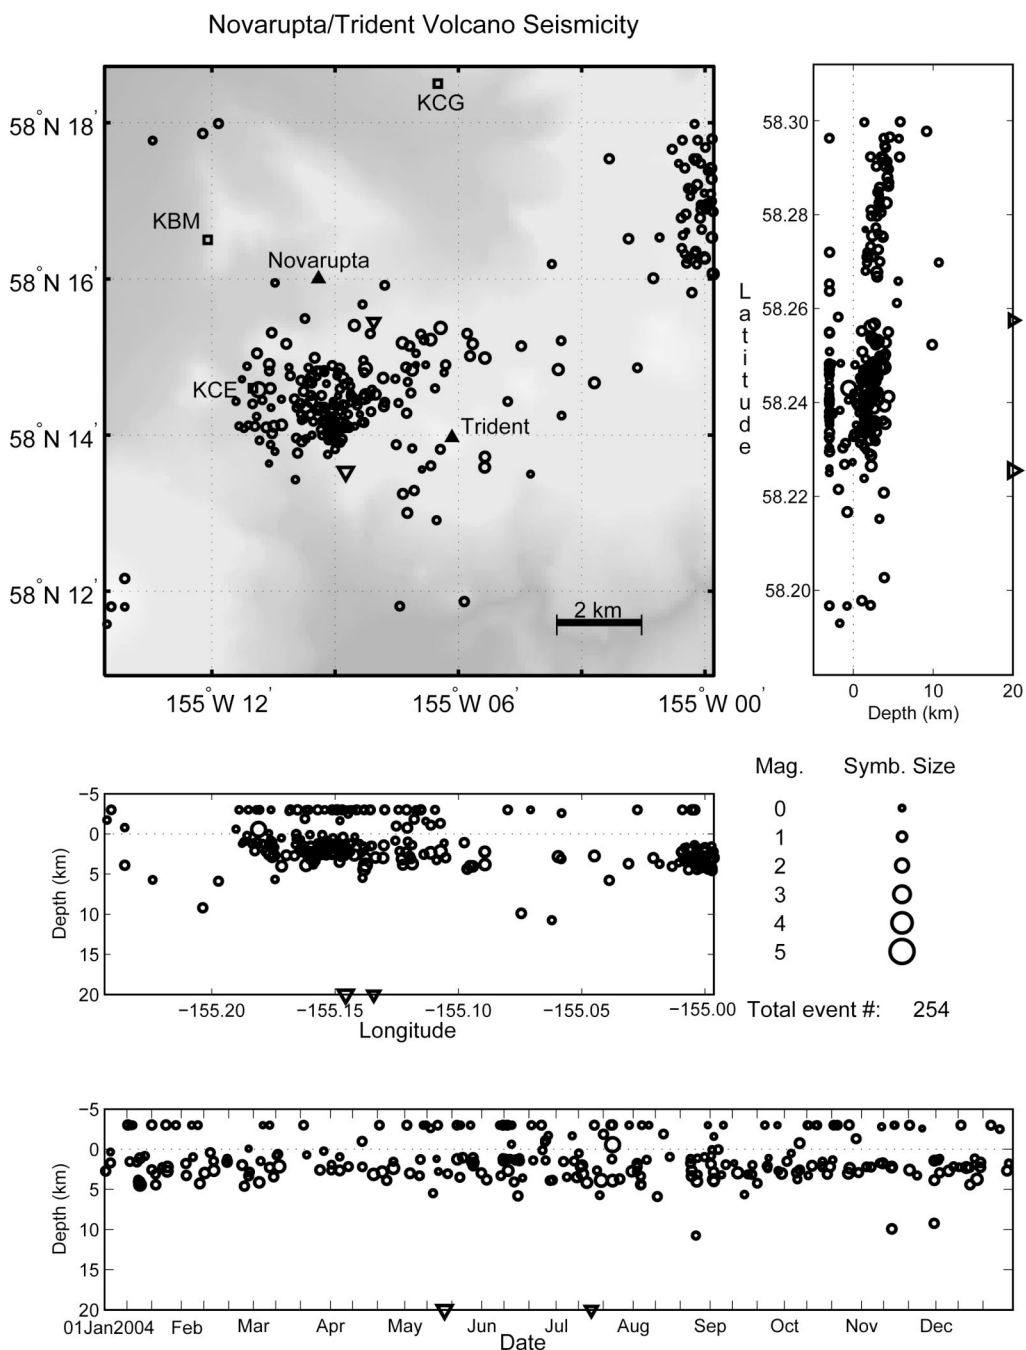 Novarupta/Trident Volcano Seismicity
KCG
58°N 18'
KBM
Novarupta
58°N 16'
KCE
Trident
58°N 14'
58°N 12'
2 km
155°W 12'
155°W 06'
155°W 00'
Latitude
58.30
58.28
58.26
58.24
58.22
58.20
0
10
20
Depth (km)
Mag. Symb. Size
0
1
2
3
4
5
Total event #: 254
−5
0
5
10
15
20
Depth (km)
−155.20
−155.15
−155.10
−155.05
−155.00
Longitude
−5
0
5
10
15
20
Depth (km)
01Jan2004 Feb Mar Apr May Jun Jul Aug Sep Oct Nov Dec
Date